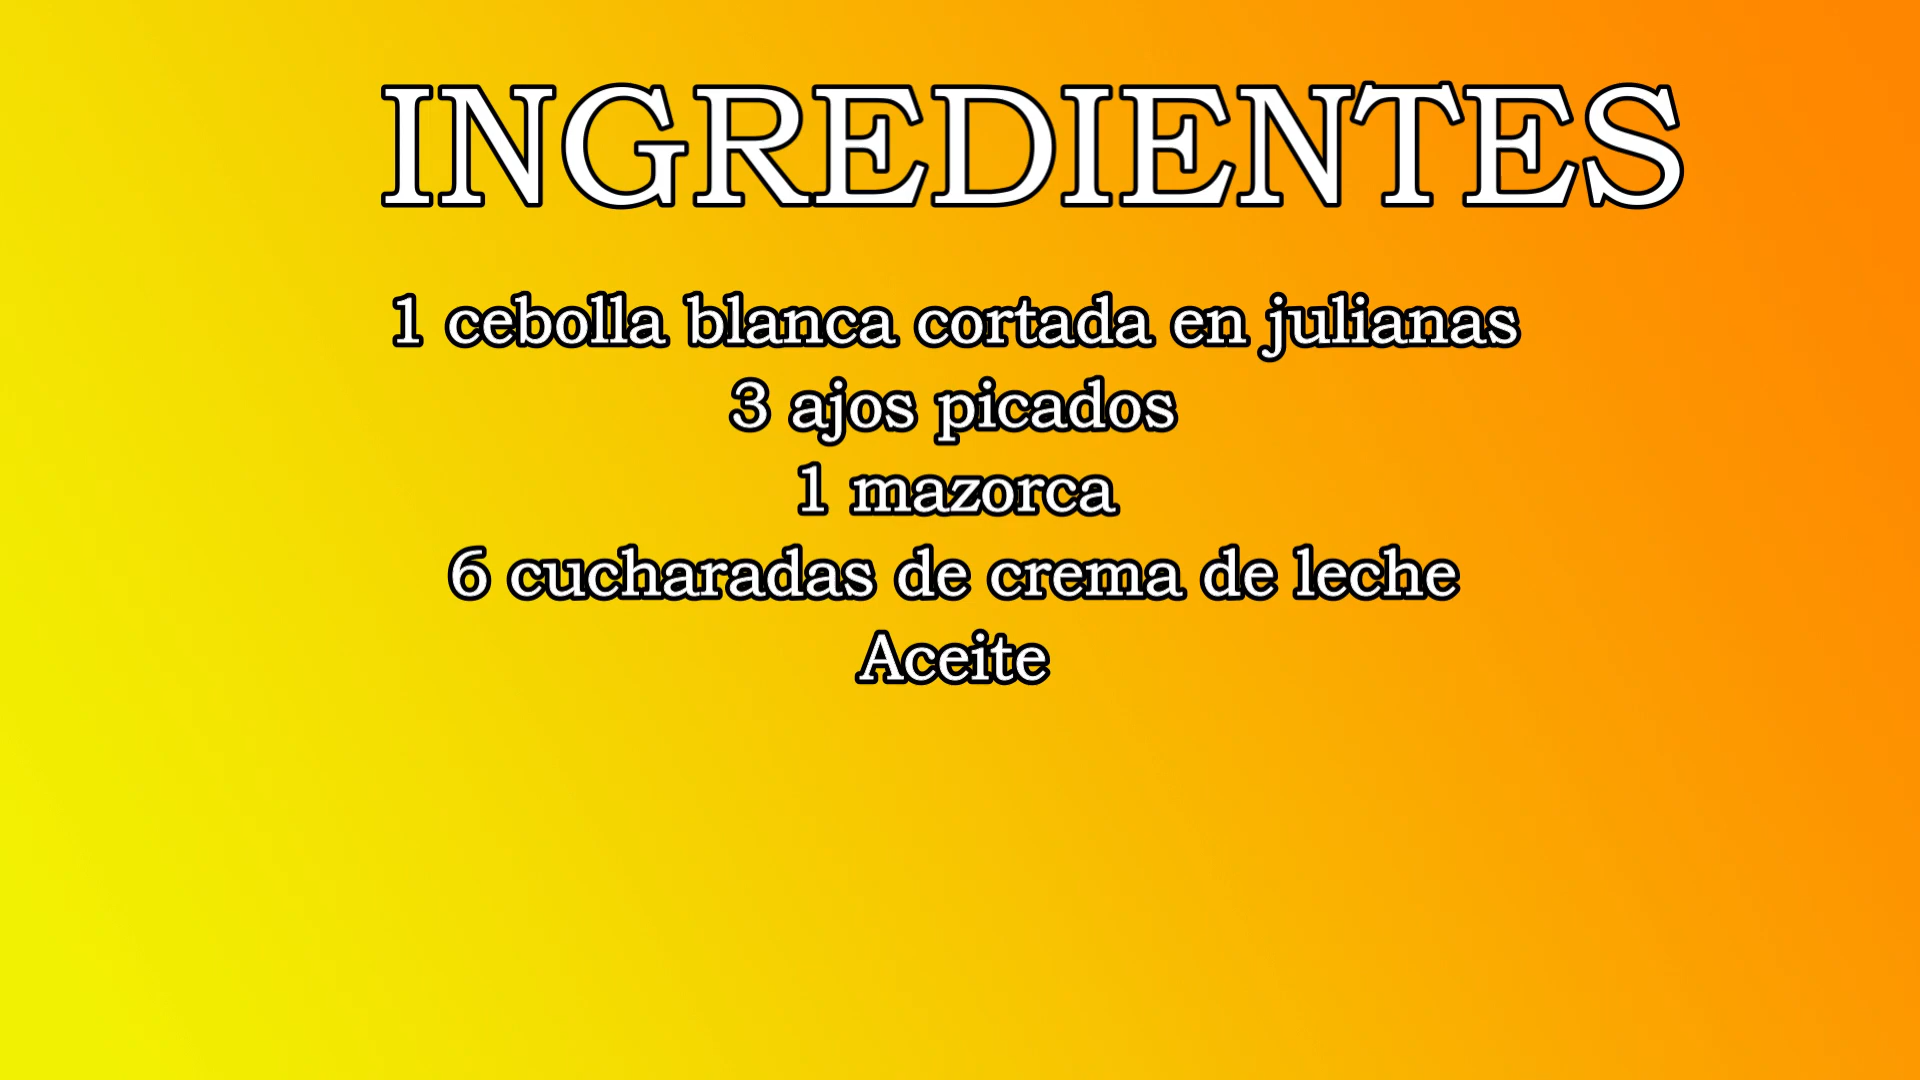 INGREDIENTES
1 cebolla blanca cortada en julianas
3 ajos picados
1 mazorca
6 cucharadas de crema de leche
Aceite